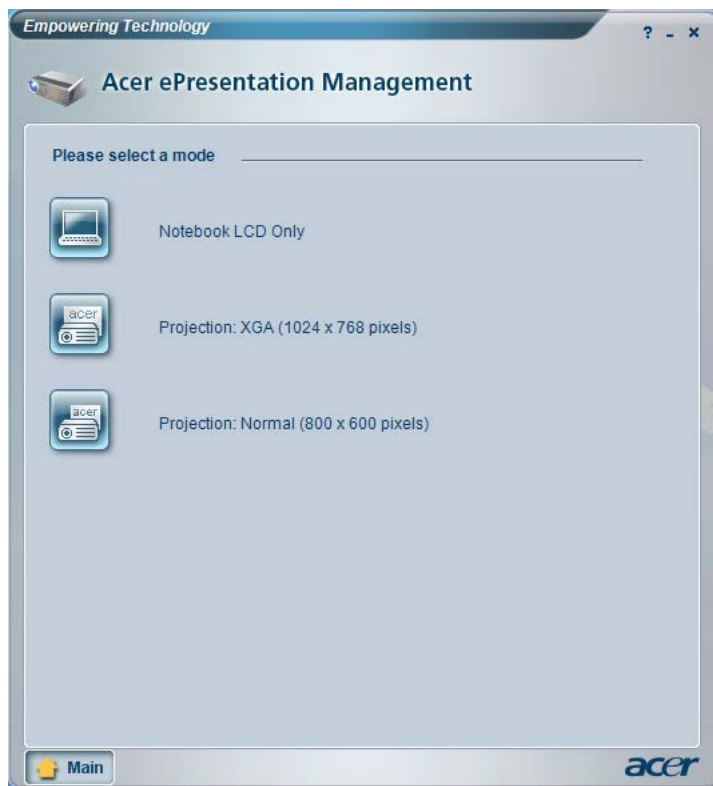 Empowering Technology
? - ×
Acer ePresentation Management
Please select a mode
Notebook LCD Only
acer
Projection: XGA (1024 x 768 pixels)
acer
Projection: Normal (800 x 600 pixels)
Main
acer